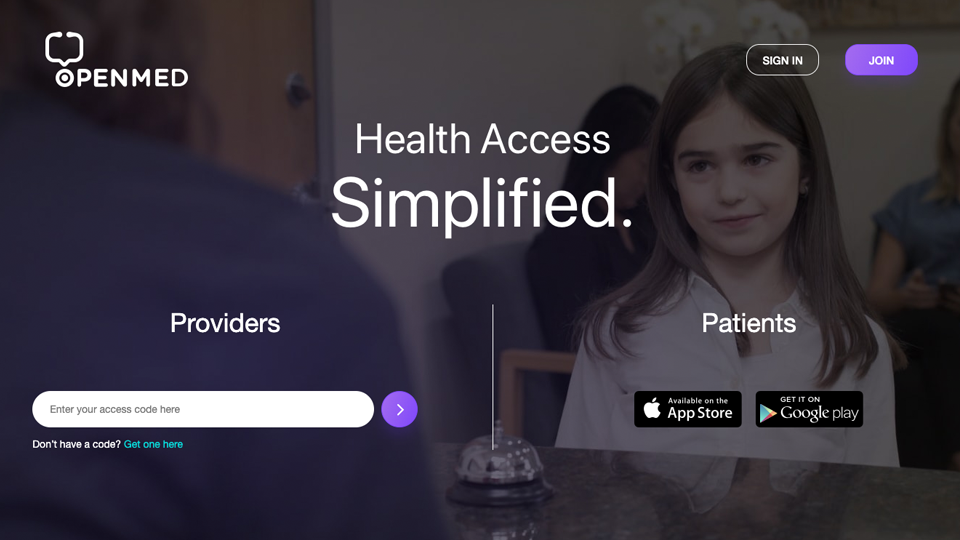 OPENMED
SIGN IN
JOIN
Health Access
Simplified.
Providers
Patients
Enter your access code here
Available on the
App Store
GET IT ON
Google play
Don't have a code? Get one here